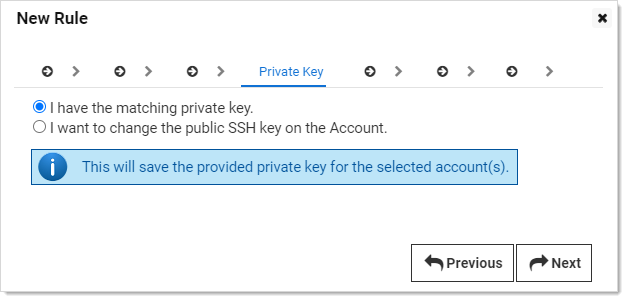 New Rule
Private Key
I have the matching private key.
I want to change the public SSH key on the Account.
This will save the provided private key for the selected account(s).
Previous Next